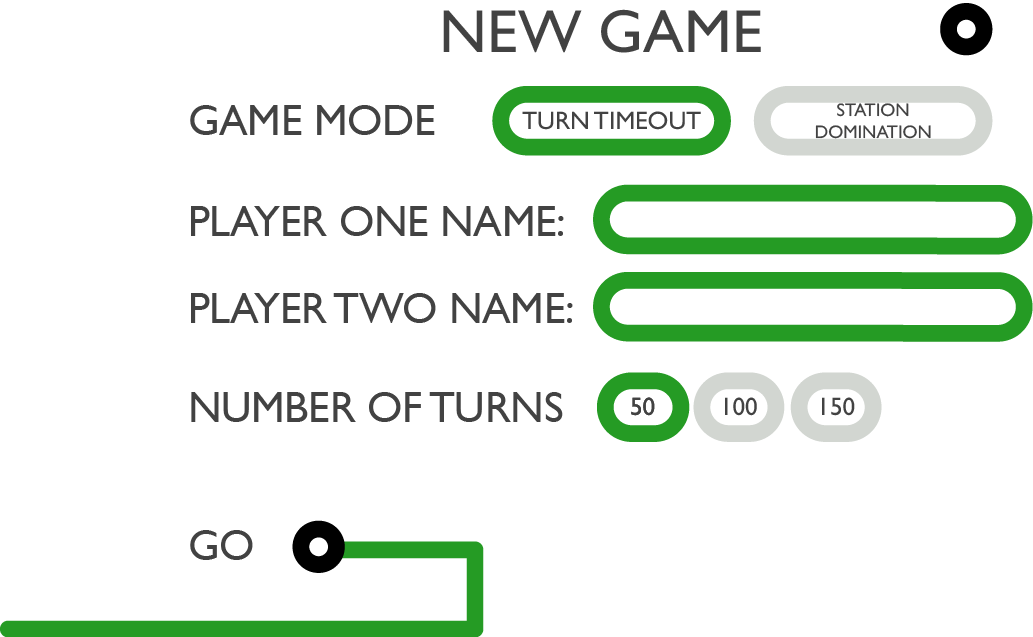 NEW GAME
GAME MODE
TURN TIMEOUT
STATION
DOMINATION
PLAYER ONE NAME:
PLAYER TWO NAME:
NUMBER OF TURNS
50
100
150
GO